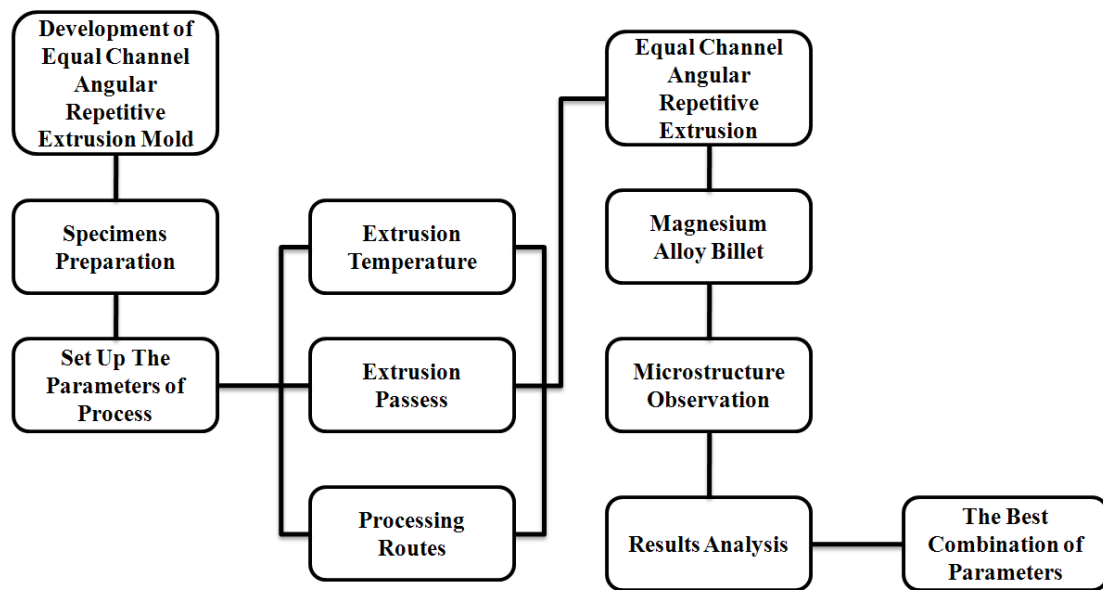 Development of
Equal Channel
Angular
Repetitive
Extrusion Mold
Specimens
Preparation
Set Up The
Parameters of
Process
Extrusion
Temperature
Extrusion
Passess
Processing
Routes
Equal Channel
Angular
Repetitive
Extrusion
Magnesium
Alloy Billet
Microstructure
Observation
Results Analysis
The Best
Combination of
Parameters